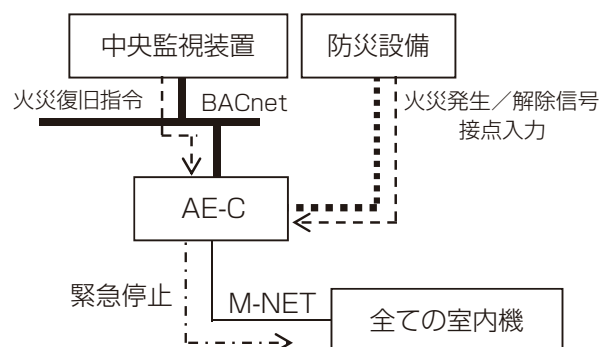 中央監視装置
防災設備
火災復旧指令
BACnet
火災発生／解除信号
接点入力
AE-C
緊急停止
M-NET
全ての室内機